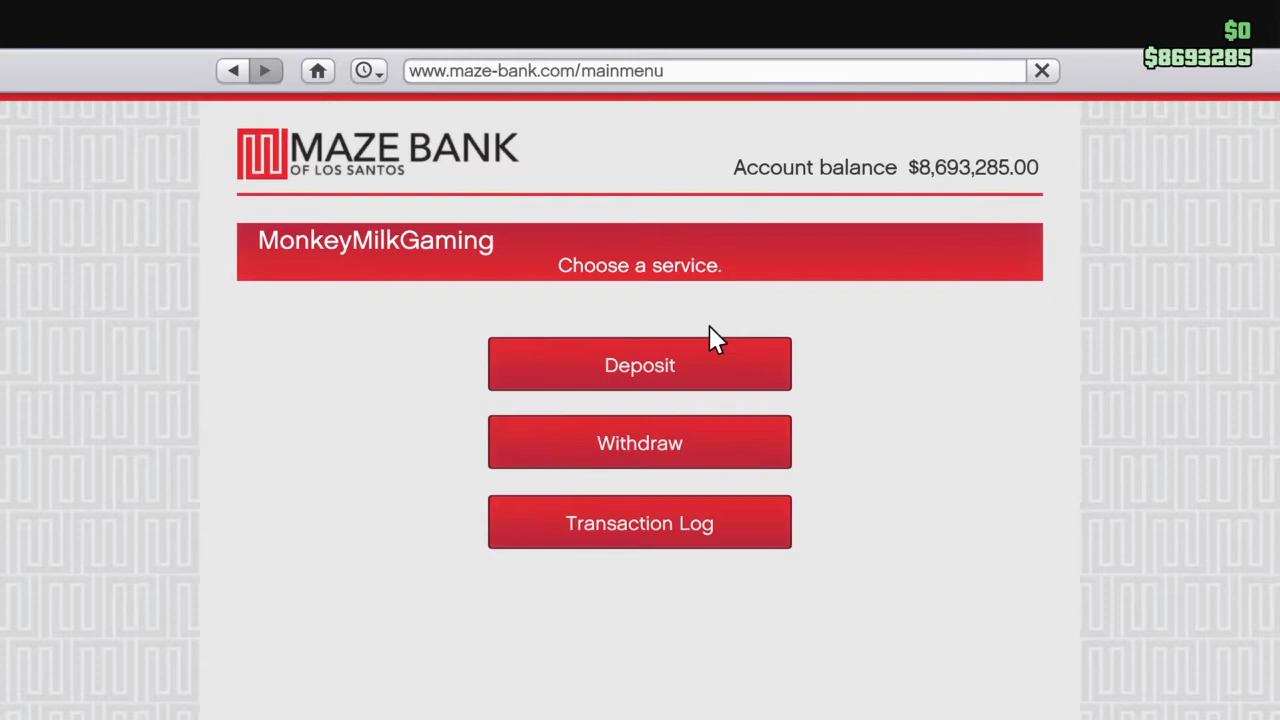 $0
$8693285
www.maze-bank.com/mainmenu
MAZE BANK
OF LOS SANTOS
Account balance $8,693,285.00
MonkeyMilkGaming
Choose a service.
Deposit
Withdraw
Transaction Log